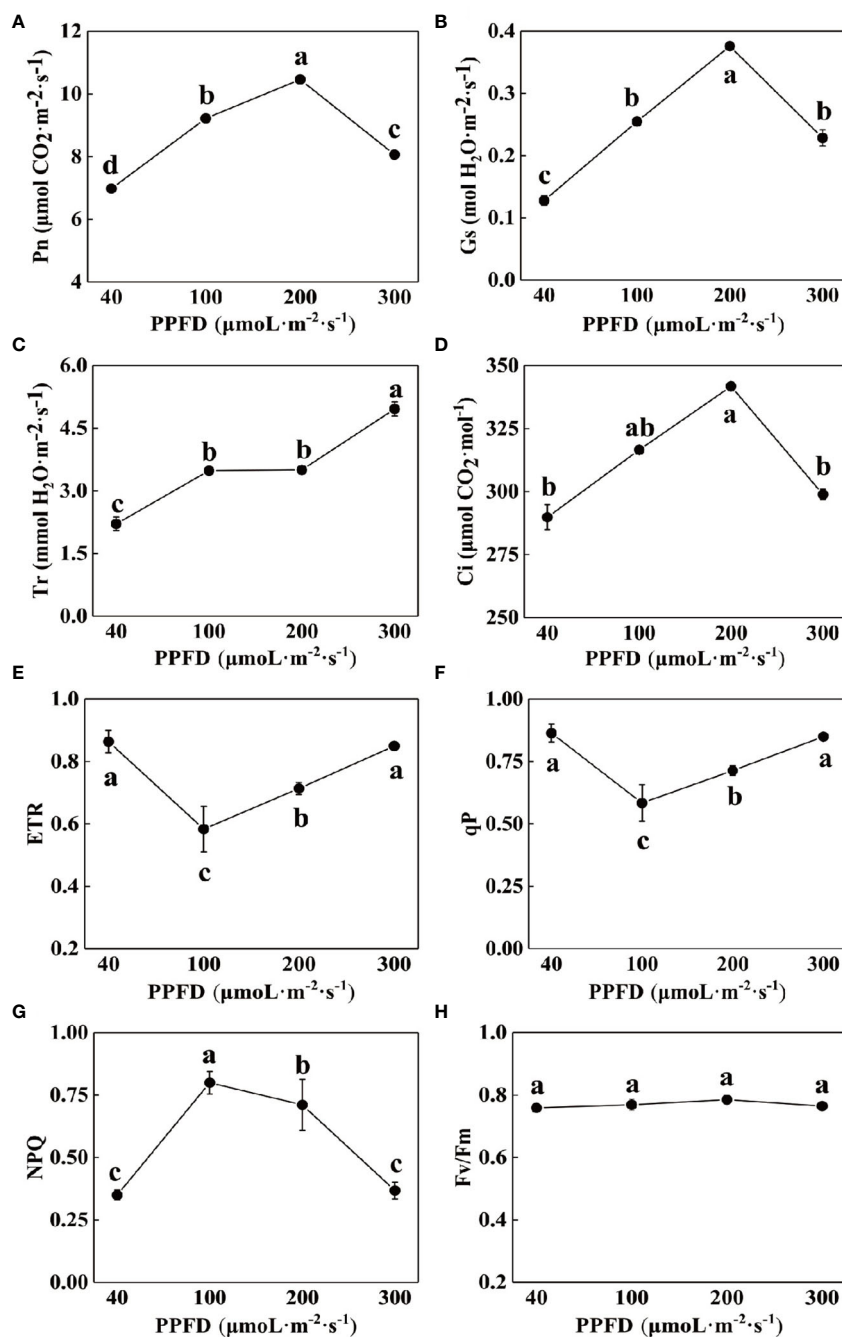 A
Pn (μmol CO₂·m⁻²·s⁻¹)
12
10
8
6
4
d
b
a
c
40 100 200 300
PPFD (μmoL·m⁻²·s⁻¹)
B
Gs (mol H₂O·m⁻²·s⁻¹)
0.4
0.3
0.2
0.1
0.0
c
b
a
b
40 100 200 300
PPFD (μmoL·m⁻²·s⁻¹)
C
Tr (mmol H₂O·m⁻²·s⁻¹)
6.0
4.5
3.0
1.5
0.0
c
b
b
a
40 100 200 300
PPFD (μmoL·m⁻²·s⁻¹)
D
Ci (μmol CO₂·mol⁻¹)
350
325
300
275
250
b
ab
a
b
40 100 200 300
PPFD (μmoL·m⁻²·s⁻¹)
E
ETR
1.0
0.8
0.6
0.4
0.2
a
c
b
a
40 100 200 300
PPFD (μmoL·m⁻²·s⁻¹)
F
qP
1.00
0.75
0.50
0.25
0.00
a
c
b
a
40 100 200 300
PPFD (μmoL·m⁻²·s⁻¹)
G
NPQ
1.00
0.75
0.50
0.25
0.00
c
a
b
c
40 100 200 300
PPFD (μmoL·m⁻²·s⁻¹)
H
Fv/Fm
1.0
0.8
0.6
0.4
0.2
a
a
a
a
40 100 200 300
PPFD (μmoL·m⁻²·s⁻¹)